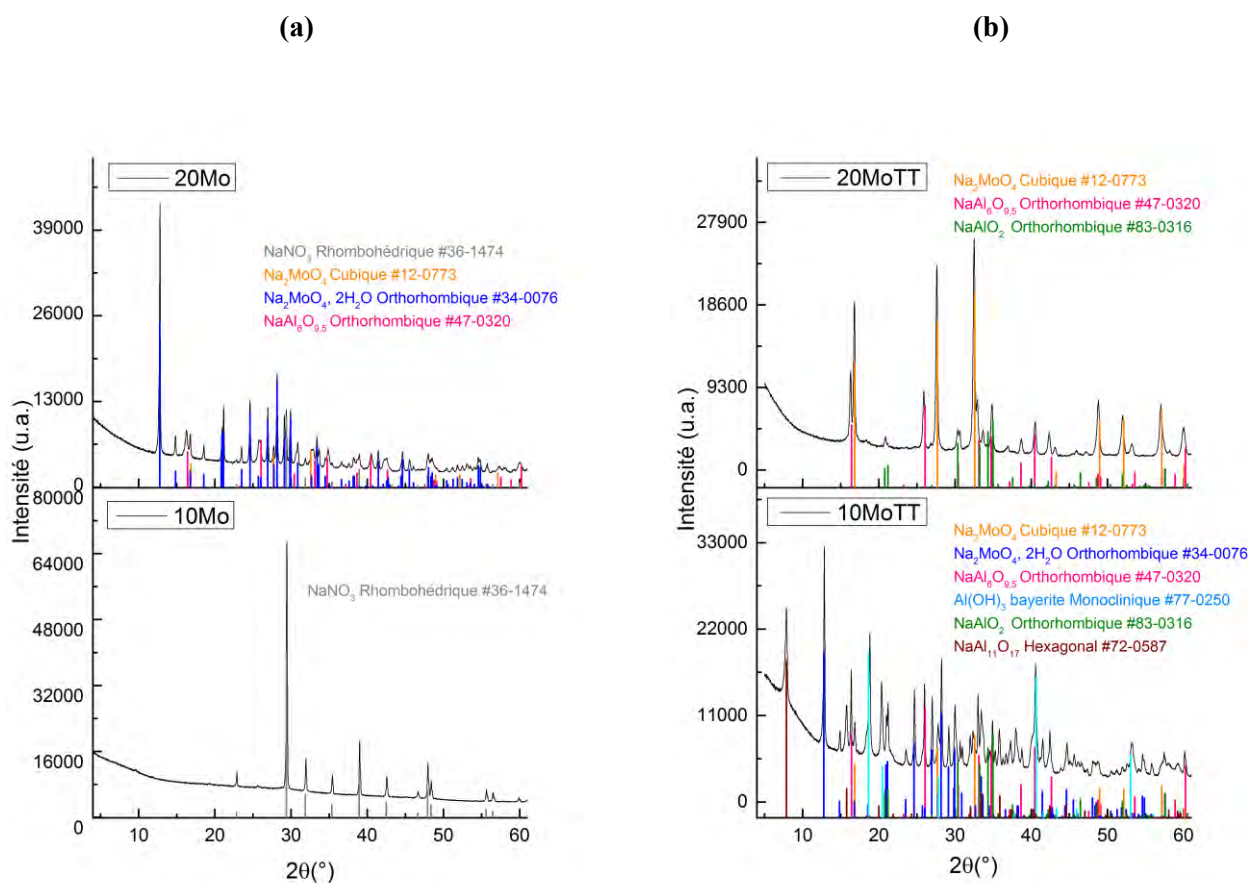 (a)
(b)
20Mo
39000
26000
13000
0
NaNO₃ Rhombohédrique #36-1474
Na₂MoO₄ Cubique #12-0773
Na₂MoO₄, 2H₂O Orthorhombique #34-0076
NaAl₆O₉,₅ Orthorhombique #47-0320
Intensité (u.a.)
10Mo
80000
64000
48000
32000
16000
0
NaNO₃ Rhombohédrique #36-1474
10 20 30 40 50 60
2θ(°)
20MoTT
27900
18600
9300
0
Na₂MoO₄ Cubique #12-0773
NaAl₆O₉,₅ Orthorhombique #47-0320
NaAlO₂ Orthorhombique #83-0316
Intensité (u.a.)
10MoTT
33000
22000
11000
0
Na₂MoO₄ Cubique #12-0773
Na₂MoO₄, 2H₂O Orthorhombique #34-0076
NaAl₆O₉,₅ Orthorhombique #47-0320
Al(OH)₃ bayerite Monoclinique #77-0250
NaAlO₂ Orthorhombique #83-0316
NaAl₁₁O₁₇ Hexagonal #72-0587
10 20 30 40 50 60
2θ(°)